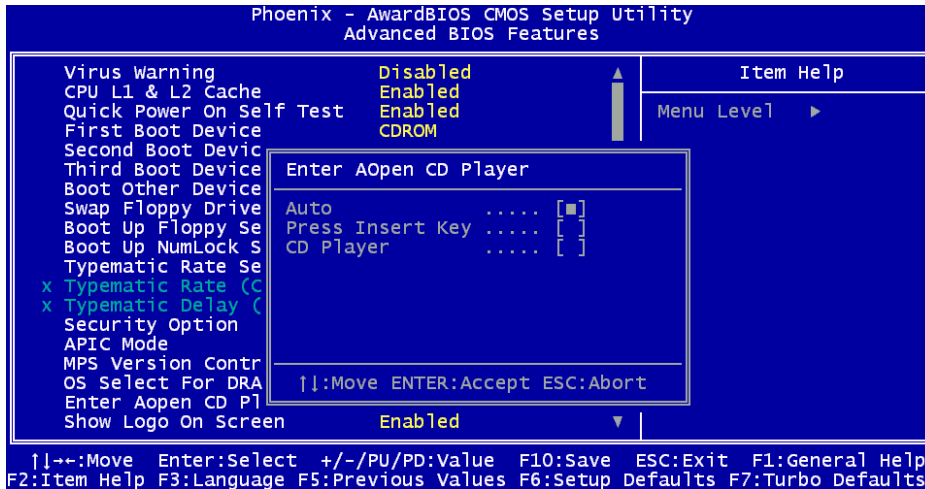 Phoenix – AwardBIOS CMOS Setup Utility
Advanced BIOS Features
Virus Warning Disabled ▲ Item Help
CPU L1 & L2 Cache Enabled
Quick Power On Self Test Enabled Menu Level ▶
First Boot Device CDROM
Second Boot Devic
Third Boot Device
Boot Other Device
Swap Floppy Drive
Boot Up Floppy Se
Boot Up NumLock S
Typematic Rate Se
x Typematic Rate (C
x Typematic Delay (
Security Option
APIC Mode
MPS Version Contr
OS Select For DRA
Enter Aopen CD Pl
Show Logo On Screen Enabled ▼
Enter AOpen CD Player
Auto ..... [■]
Press Insert Key ..... [ ]
CD Player ..... [ ]
↑↓:Move ENTER:Accept ESC:Abort
↑↓→←:Move Enter:Select +/-/PU/PD:Value F10:Save ESC:Exit F1:General Help
F2:Item Help F3:Language F5:Previous Values F6:Setup Defaults F7:Turbo Defaults